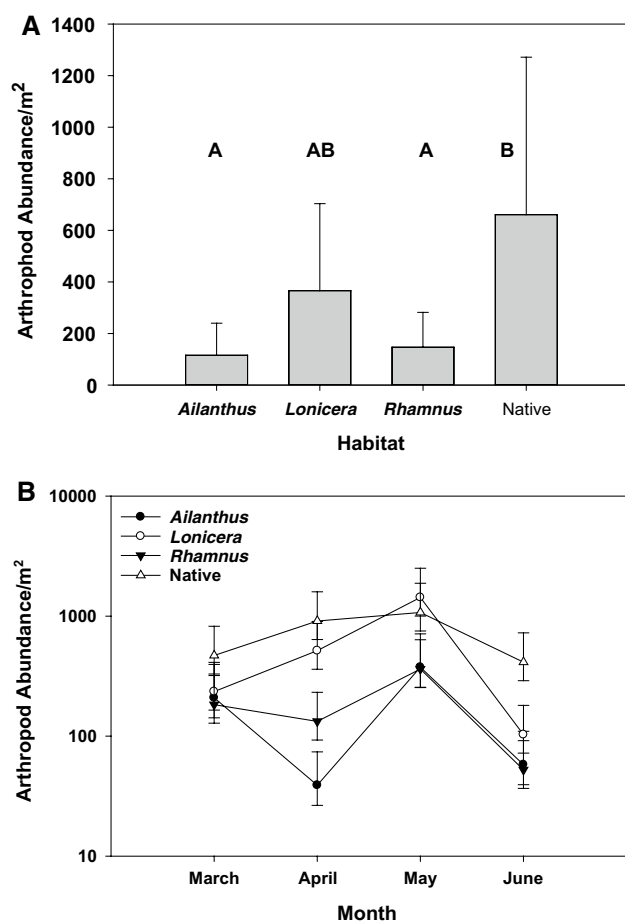 A
Arthrophod Abundance/m²
1400
1200
1000
800
600
400
200
0
A AB A B
Ailanthus Lonicera Rhamnus Native
Habitat
B
Arthropod Abundance/m²
10000
1000
100
10
Ailanthus
Lonicera
Rhamnus
Native
March April May June
Month